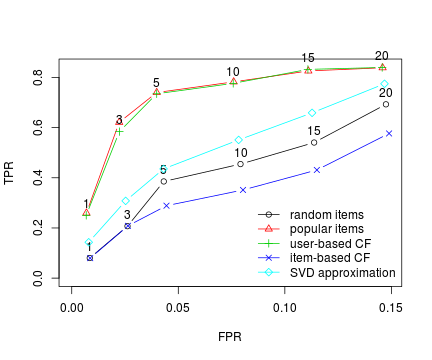 20
15
10
5
3
1
20
15
10
5
3
1
0.8
0.6
0.4
0.2
0.0
TPR
random items
popular items
user-based CF
item-based CF
SVD approximation
0.00 0.05 0.10 0.15
FPR